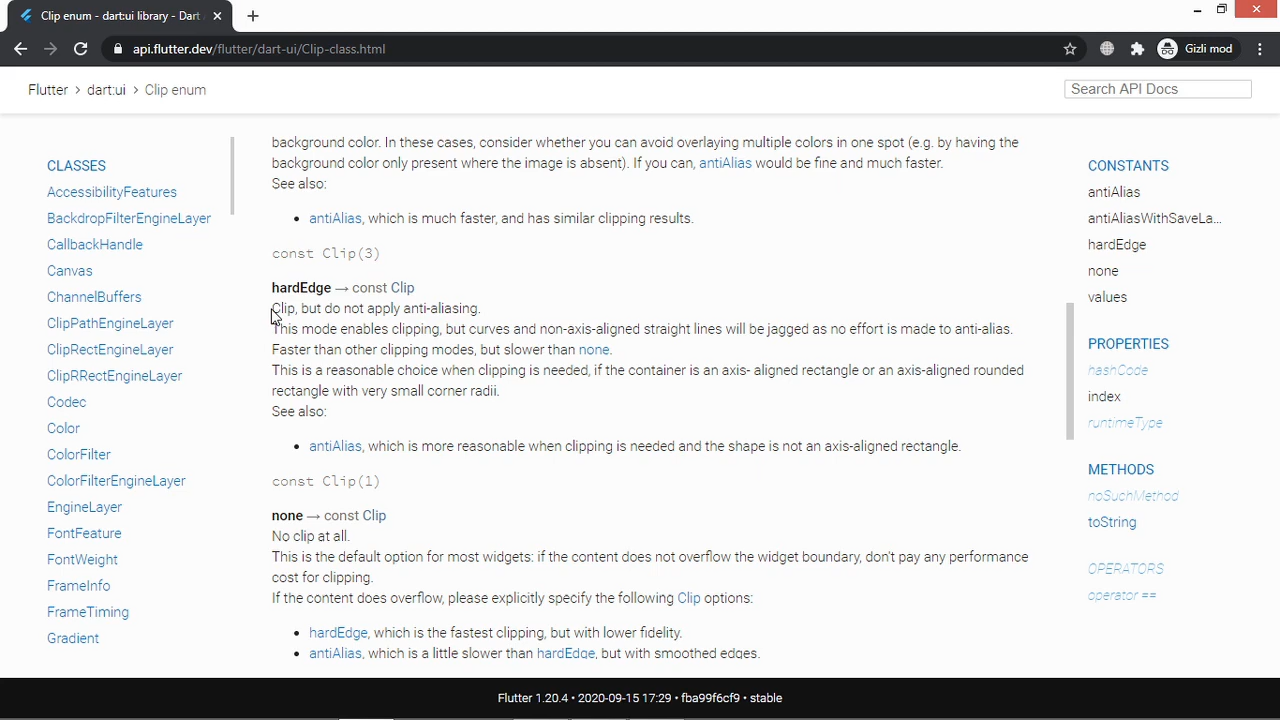 Clip enum - dart:ui library - Dart
api.flutter.dev/flutter/dart-ui/Clip-class.html
Gizli mod
Flutter > dart:ui > Clip enum
Search API Docs
CLASSES
AccessibilityFeatures
BackdropFilterEngineLayer
CallbackHandle
Canvas
ChannelBuffers
ClipPathEngineLayer
ClipRectEngineLayer
ClipRRectEngineLayer
Codec
Color
ColorFilter
ColorFilterEngineLayer
EngineLayer
FontFeature
FontWeight
FrameInfo
FrameTiming
Gradient
background color. In these cases, consider whether you can avoid overlaying multiple colors in one spot (e.g. by having the
background color only present where the image is absent). If you can, antiAlias would be fine and much faster.
See also:
• antiAlias, which is much faster, and has similar clipping results.
const Clip(3)
hardEdge → const Clip
Clip, but do not apply anti-aliasing.
This mode enables clipping, but curves and non-axis-aligned straight lines will be jagged as no effort is made to anti-alias.
Faster than other clipping modes, but slower than none.
This is a reasonable choice when clipping is needed, if the container is an axis- aligned rectangle or an axis-aligned rounded
rectangle with very small corner radii.
See also:
• antiAlias, which is more reasonable when clipping is needed and the shape is not an axis-aligned rectangle.
const Clip(1)
none → const Clip
No clip at all.
This is the default option for most widgets: if the content does not overflow the widget boundary, don't pay any performance
cost for clipping.
If the content does overflow, please explicitly specify the following Clip options:
• hardEdge, which is the fastest clipping, but with lower fidelity.
• antiAlias, which is a little slower than hardEdge, but with smoothed edges.
CONSTANTS
antiAlias
antiAliasWithSaveLa...
hardEdge
none
values
PROPERTIES
hashCode
index
runtimeType
METHODS
noSuchMethod
toString
OPERATORS
operator ==
Flutter 1.20.4 • 2020-09-15 17:29 • fba99f6cf9 • stable